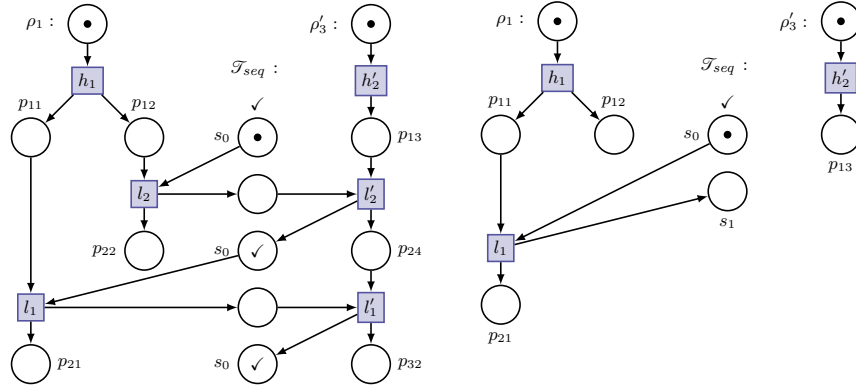 ρ₁ : ρ′₃ :
h₁ 𝒯seq : h′₂
p₁₁ p₁₂ ✓
s₀ p₁₃
l₂ l′₂
p₂₂ s₀ ✓ p₂₄
l₁ l′₁
p₂₁ s₀ ✓ p₃₂
ρ₁ : ρ′₃ :
h₁ 𝒯seq : h′₂
p₁₁ p₁₂ ✓
s₀
p₁₃
s₁
l₁
p₂₁